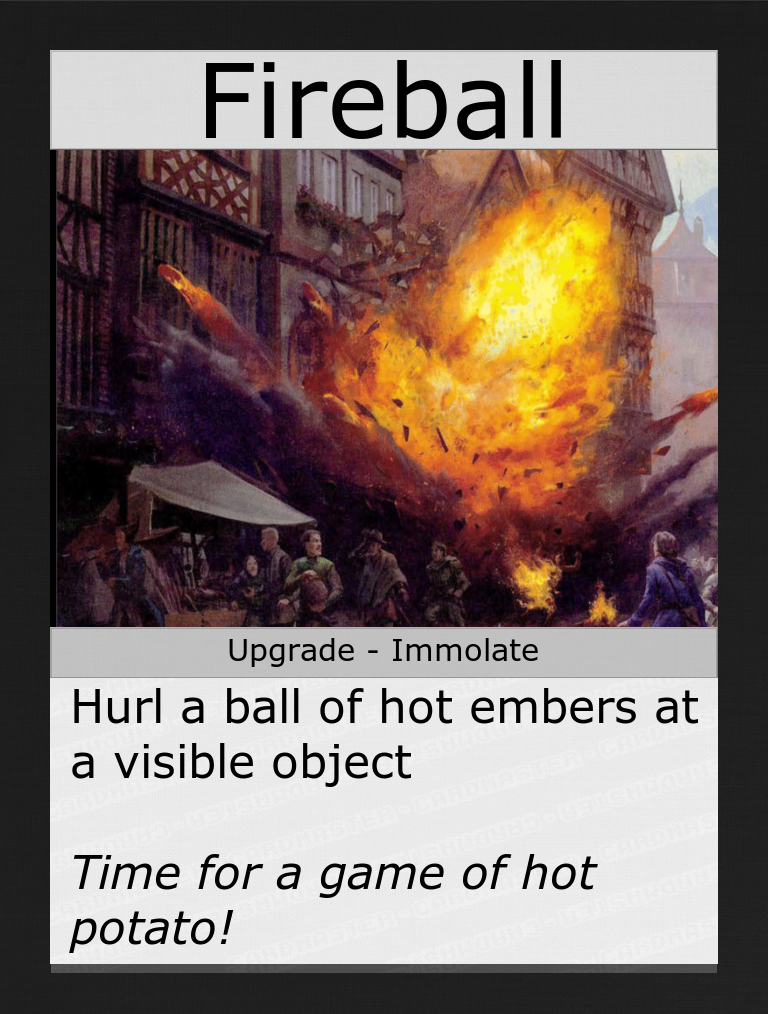 Fireball
Upgrade - Immolate
Hurl a ball of hot embers at
a visible object
Time for a game of hot
potato!